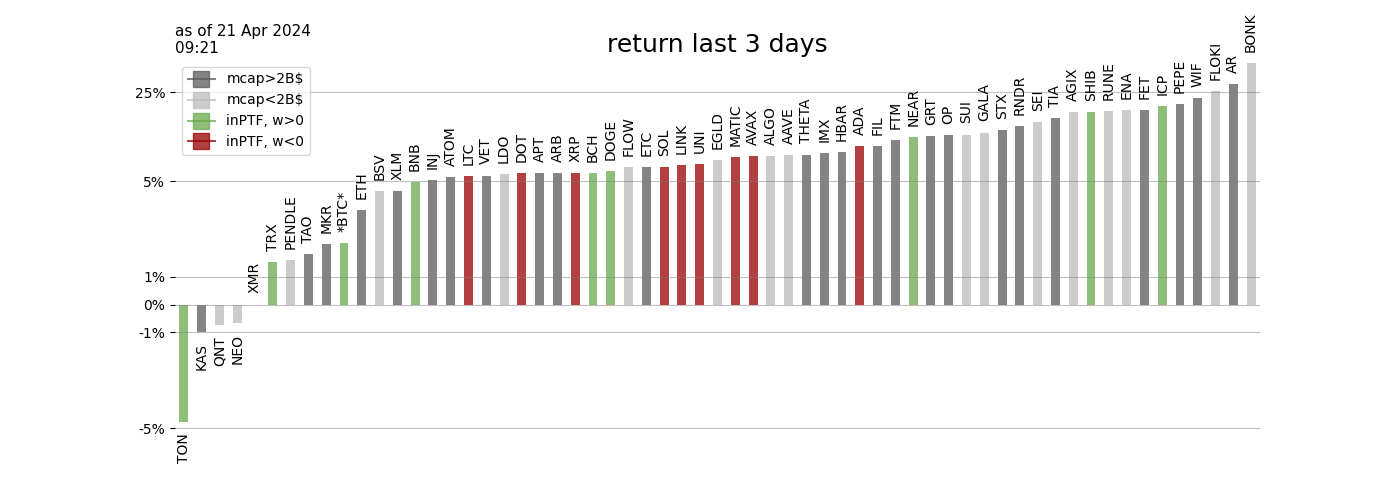 as of 21 Apr 2024
09:21
return last 3 days
mcap>2B$
mcap<2B$
inPTF, w>0
inPTF, w<0
25%
5%
1%
0%
-1%
-5%
TON
KAS
QNT
NEO
XMR
TRX
PENDLE
TAO
MKR
*BTC*
ETH
BSV
XLM
BNB
INJ
ATOM
LTC
VET
LDO
DOT
APT
ARB
XRP
BCH
DOGE
FLOW
ETC
SOL
LINK
UNI
EGLD
MATIC
AVAX
ALGO
AAVE
THETA
IMX
HBAR
ADA
FIL
FTM
NEAR
GRT
OP
SUI
GALA
STX
RNDR
SEI
TIA
AGIX
SHIB
RUNE
ENA
FET
ICP
PEPE
WIF
FLOKI
AR
BONK